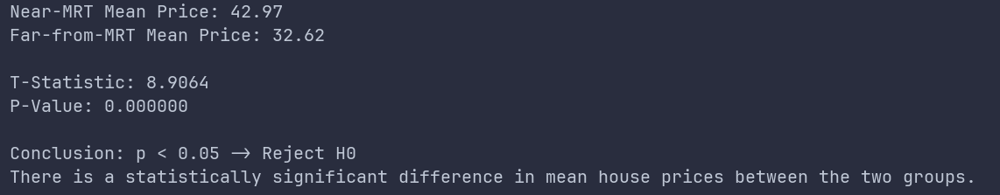 Near-MRT Mean Price: 42.97
Far-from-MRT Mean Price: 32.62
T-Statistic: 8.9064
P-Value: 0.000000
Conclusion: p < 0.05 → Reject H0
There is a statistically significant difference in mean house prices between the two groups.